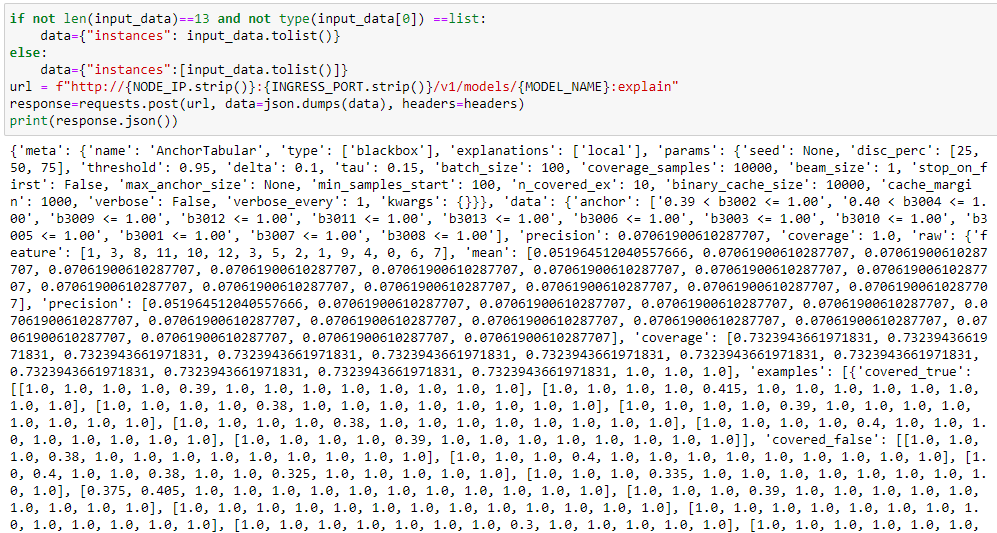 if not len(input_data)==13 and not type(input_data[0]) ==list:
    data={"instances": input_data.tolist()}
else:
    data={"instances":[input_data.tolist()]}
url = f"http://{NODE_IP.strip()}:{INGRESS_PORT.strip()}/v1/models/{MODEL_NAME}:explain"
response=requests.post(url, data=json.dumps(data), headers=headers)
print(response.json())
{'meta': {'name': 'AnchorTabular', 'type': ['blackbox'], 'explanations': ['local'], 'params': {'seed': None, 'disc_perc': [25,
50, 75], 'threshold': 0.95, 'delta': 0.1, 'tau': 0.15, 'batch_size': 100, 'coverage_samples': 10000, 'beam_size': 1, 'stop_on_f
irst': False, 'max_anchor_size': None, 'min_samples_start': 100, 'n_covered_ex': 10, 'binary_cache_size': 10000, 'cache_margi
n': 1000, 'verbose': False, 'verbose_every': 1, 'kwargs': {}}}, 'data': {'anchor': ['0.39 < b3002 <= 1.00', '0.40 < b3004 <= 1.
00', 'b3009 <= 1.00', 'b3012 <= 1.00', 'b3011 <= 1.00', 'b3013 <= 1.00', 'b3006 <= 1.00', 'b3003 <= 1.00', 'b3010 <= 1.00', 'b3
005 <= 1.00', 'b3001 <= 1.00', 'b3007 <= 1.00', 'b3008 <= 1.00'], 'precision': 0.07061900610287707, 'coverage': 1.0, 'raw': {'f
eature': [1, 3, 8, 11, 10, 12, 3, 5, 2, 1, 9, 4, 0, 6, 7], 'mean': [0.051964512040557666, 0.07061900610287707, 0.07061900610287
707, 0.07061900610287707, 0.07061900610287707, 0.07061900610287707, 0.07061900610287707, 0.07061900610287707, 0.070619006102877
07, 0.07061900610287707, 0.07061900610287707, 0.07061900610287707, 0.07061900610287707, 0.07061900610287707, 0.0706190061028770
7], 'precision': [0.051964512040557666, 0.07061900610287707, 0.07061900610287707, 0.07061900610287707, 0.07061900610287707, 0.0
7061900610287707, 0.07061900610287707, 0.07061900610287707, 0.07061900610287707, 0.07061900610287707, 0.07061900610287707, 0.07
061900610287707, 0.07061900610287707, 0.07061900610287707, 0.07061900610287707], 'coverage': [0.7323943661971831, 0.73239436619
71831, 0.7323943661971831, 0.7323943661971831, 0.7323943661971831, 0.7323943661971831, 0.7323943661971831, 0.7323943661971831,
0.7323943661971831, 0.7323943661971831, 0.7323943661971831, 0.7323943661971831, 1.0, 1.0, 1.0], 'examples': [{'covered_true':
[[1.0, 1.0, 1.0, 1.0, 0.39, 1.0, 1.0, 1.0, 1.0, 1.0, 1.0, 1.0, 1.0], [1.0, 1.0, 1.0, 1.0, 0.415, 1.0, 1.0, 1.0, 1.0, 1.0, 1.0,
1.0, 1.0], [1.0, 1.0, 1.0, 1.0, 0.38, 1.0, 1.0, 1.0, 1.0, 1.0, 1.0, 1.0, 1.0], [1.0, 1.0, 1.0, 1.0, 0.39, 1.0, 1.0, 1.0, 1.0,
1.0, 1.0, 1.0, 1.0], [1.0, 1.0, 1.0, 1.0, 0.38, 1.0, 1.0, 1.0, 1.0, 1.0, 1.0, 1.0, 1.0], [1.0, 1.0, 1.0, 1.0, 0.4, 1.0, 1.0, 1.
0, 1.0, 1.0, 1.0, 1.0, 1.0], [1.0, 1.0, 1.0, 1.0, 0.39, 1.0, 1.0, 1.0, 1.0, 1.0, 1.0, 1.0, 1.0]], 'covered_false': [[1.0, 1.0,
1.0, 0.38, 1.0, 1.0, 1.0, 1.0, 1.0, 1.0, 1.0, 1.0, 1.0], [1.0, 1.0, 1.0, 0.4, 1.0, 1.0, 1.0, 1.0, 1.0, 1.0, 1.0, 1.0, 1.0], [1.
0, 0.4, 1.0, 1.0, 0.38, 1.0, 1.0, 0.325, 1.0, 1.0, 1.0, 1.0, 1.0], [1.0, 1.0, 1.0, 0.335, 1.0, 1.0, 1.0, 1.0, 1.0, 1.0, 1.0, 1.
0, 1.0], [0.375, 0.405, 1.0, 1.0, 1.0, 1.0, 1.0, 1.0, 1.0, 1.0, 1.0, 1.0, 1.0], [1.0, 1.0, 1.0, 0.39, 1.0, 1.0, 1.0, 1.0, 1.0,
1.0, 1.0, 1.0, 1.0], [1.0, 1.0, 1.0, 1.0, 1.0, 1.0, 1.0, 1.0, 1.0, 1.0, 1.0, 1.0, 1.0], [1.0, 1.0, 1.0, 1.0, 1.0, 1.0, 1.0, 1.
0, 1.0, 1.0, 1.0, 1.0, 1.0], [1.0, 1.0, 1.0, 1.0, 1.0, 1.0, 1.0, 0.3, 1.0, 1.0, 1.0, 1.0, 1.0], [1.0, 1.0, 1.0, 1.0, 1.0, 1.0,